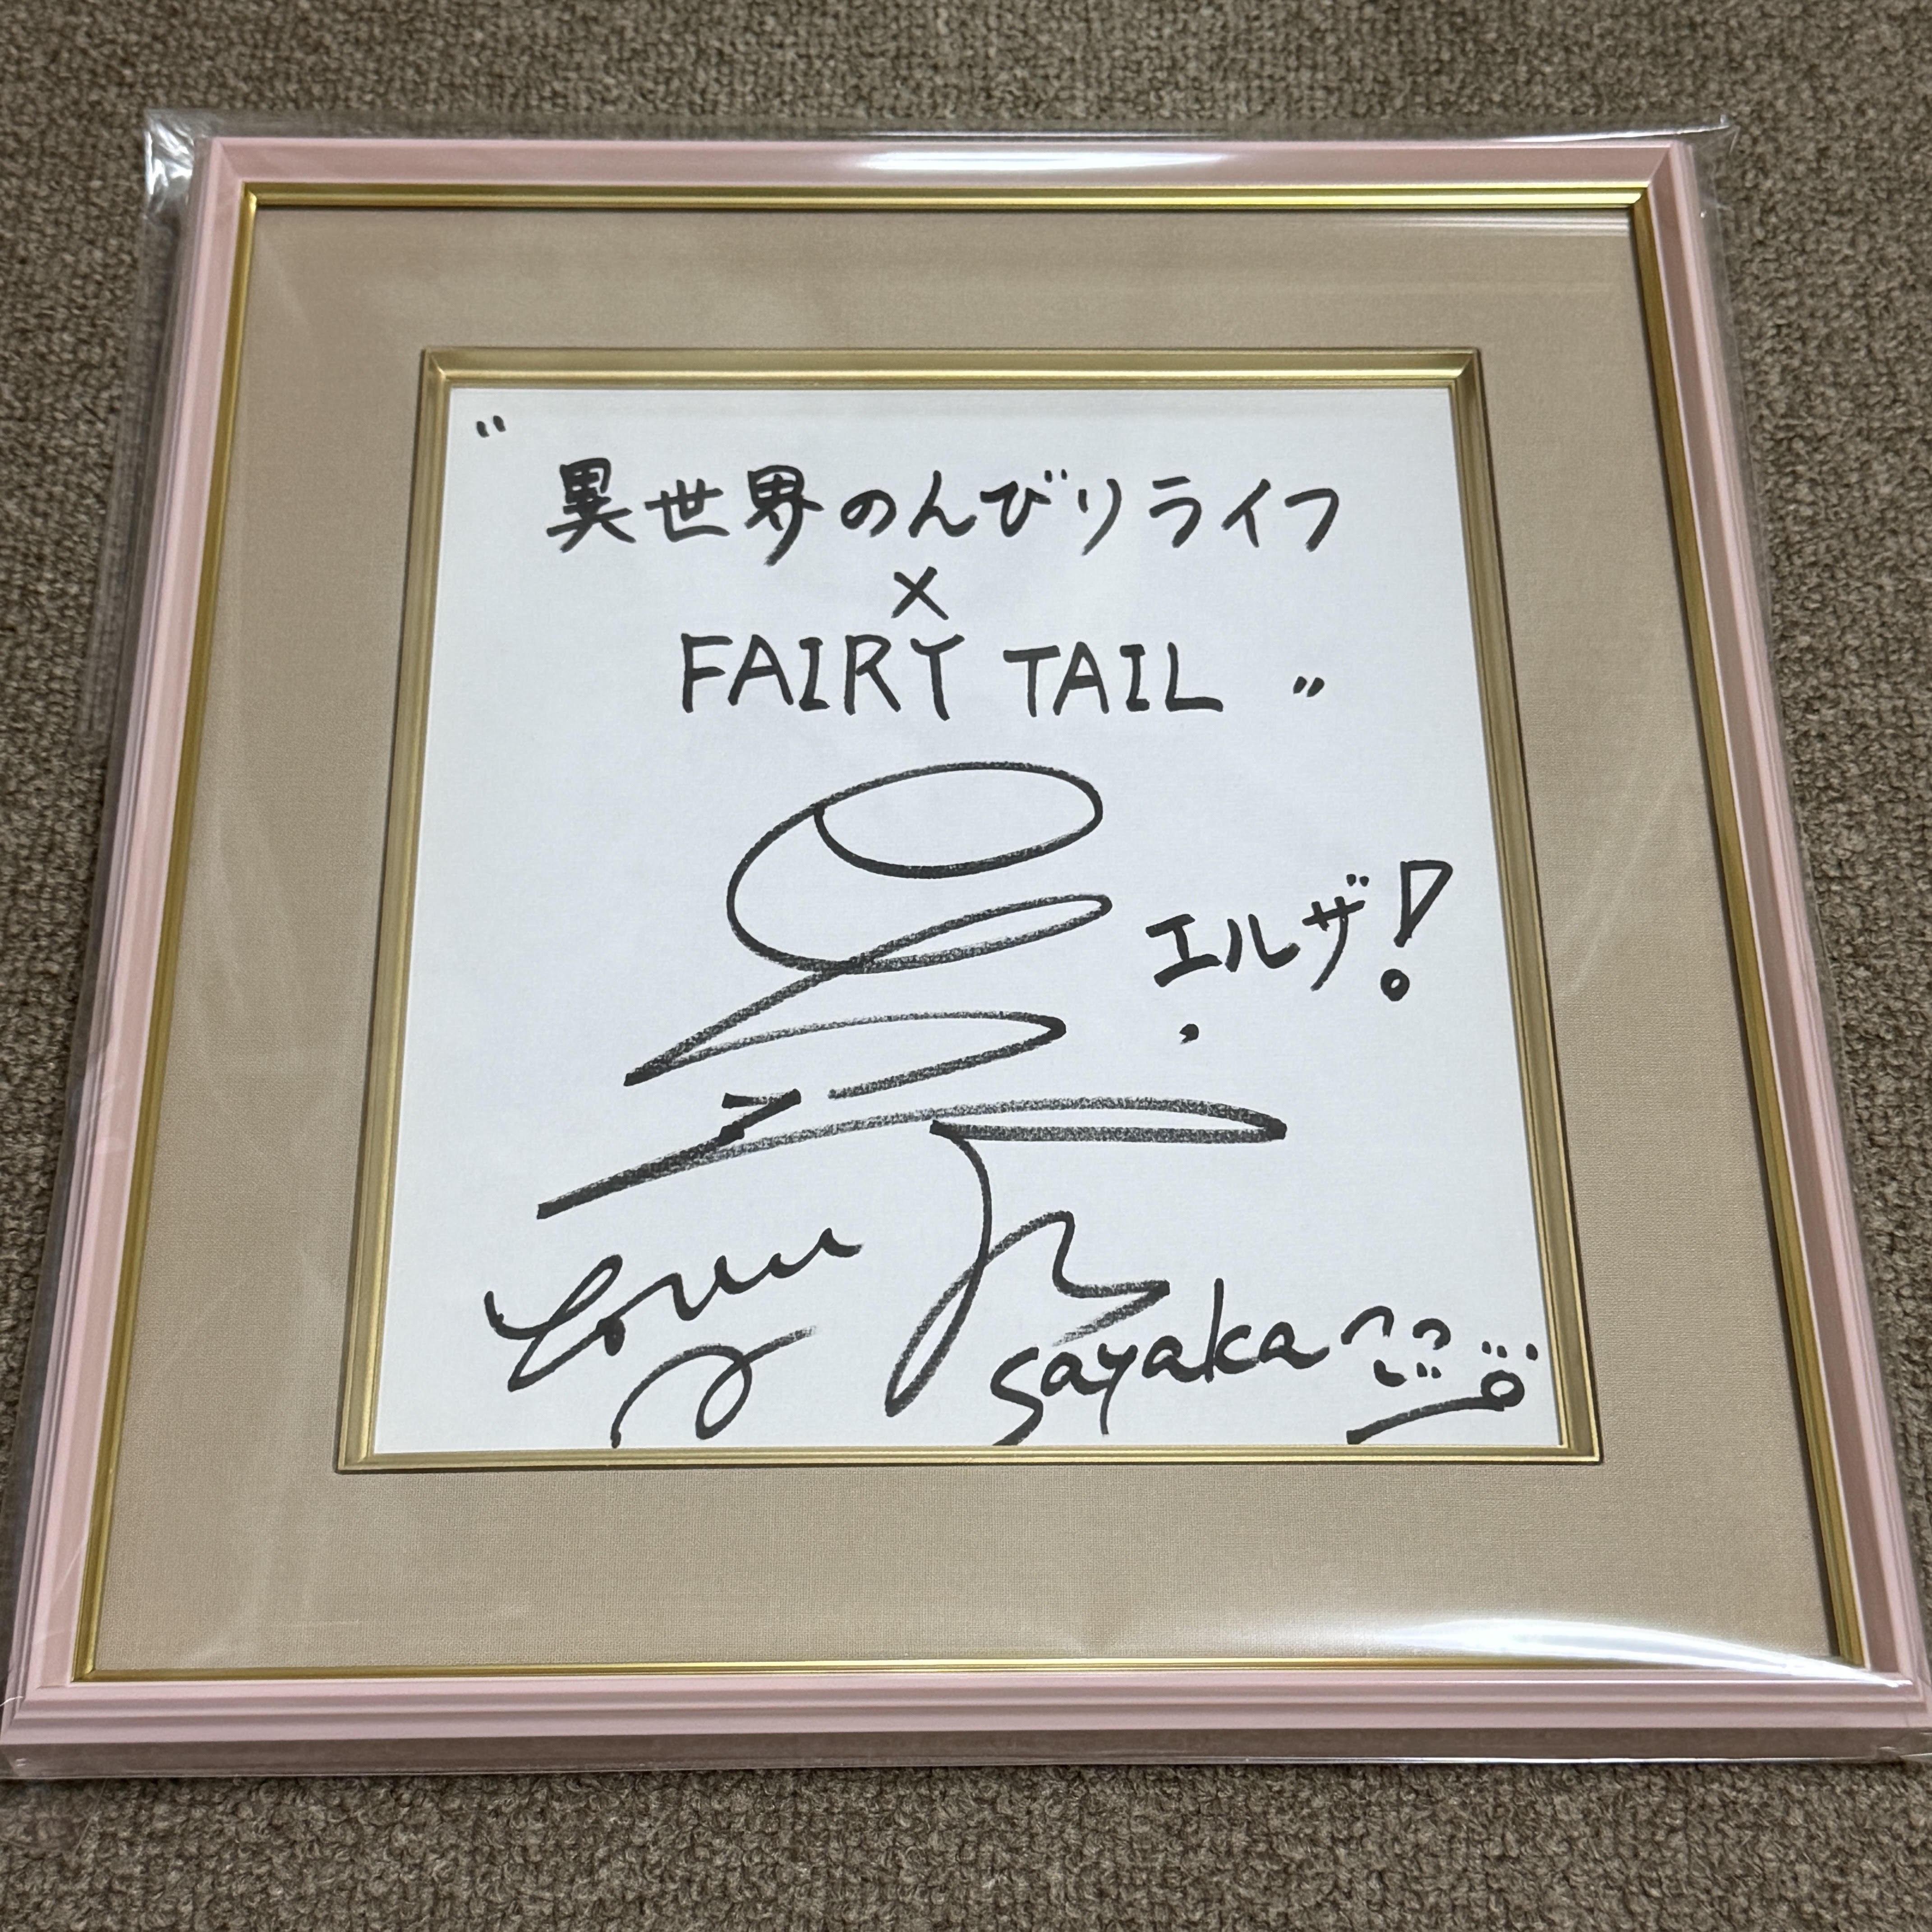 "異世界のんびりライフ
×
FAIRY TAIL "
エルザ!
sayaka